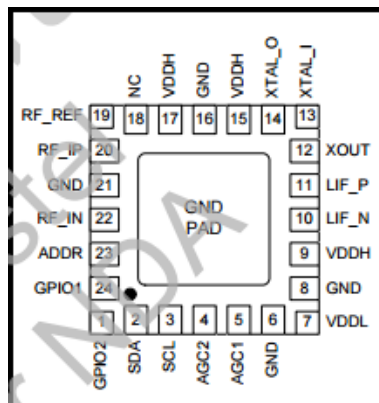 NC
VDDH
GND
VDDH
XTAL_O
XTAL_I
RF_REF 19 18 17 16 15 14 13
RF_IP 20 12 XOUT
GND 21 11 LIF_P
RF_IN 22 10 LIF_N
GND
PAD
ADDR 23 9 VDDH
GPIO1 24 8 GND
1 2 3 4 5 6 7 VDDL
GPIO2
SDA
SCL
AGC2
AGC1
GND
NDA